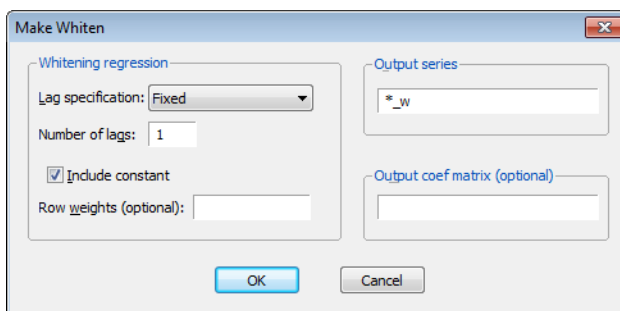 Make Whiten
Whitening regression
Lag specification: Fixed
Number of lags: 1
Include constant
Row weights (optional):
Output series
*_w
Output coef matrix (optional)
OK
Cancel